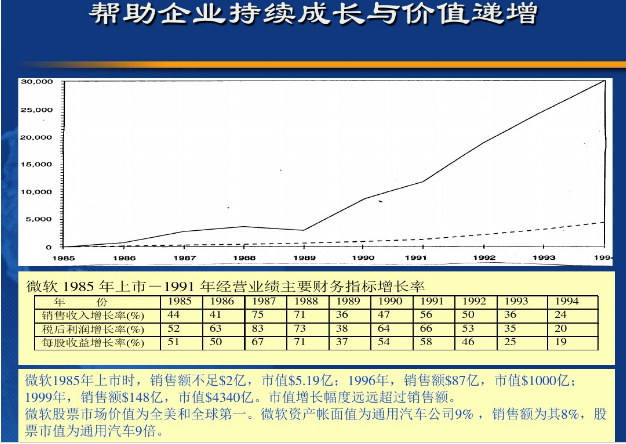 帮助企业持续成长与价值递增
30,000
25,000
20,000
15,000
10,000
5,000
0
1985 1986 1987 1988 1989 1990 1991 1992 1993 1994
微软 1985 年上市－1991 年经营业绩主要财务指标增长率
年 份 1985 1986 1987 1988 1989 1990 1991 1992 1993 1994
销售收入增长率(%) 44 41 75 71 36 47 56 50 36 24
税后利润增长率(%) 52 63 83 73 38 64 66 53 35 20
每股收益增长率(%) 51 50 67 71 37 54 58 46 25 19
微软1985年上市时，销售额不足$2亿，市值$5.19亿；1996年，销售额$87亿，市值$1000亿；
1999年，销售额$148亿，市值$4340亿。市值增长幅度远远超过销售额。
微软股票市场价值为全美和全球第一。微软资产帐面值为通用汽车公司9% ，销售额为其8%，股
票市值为通用汽车9倍。